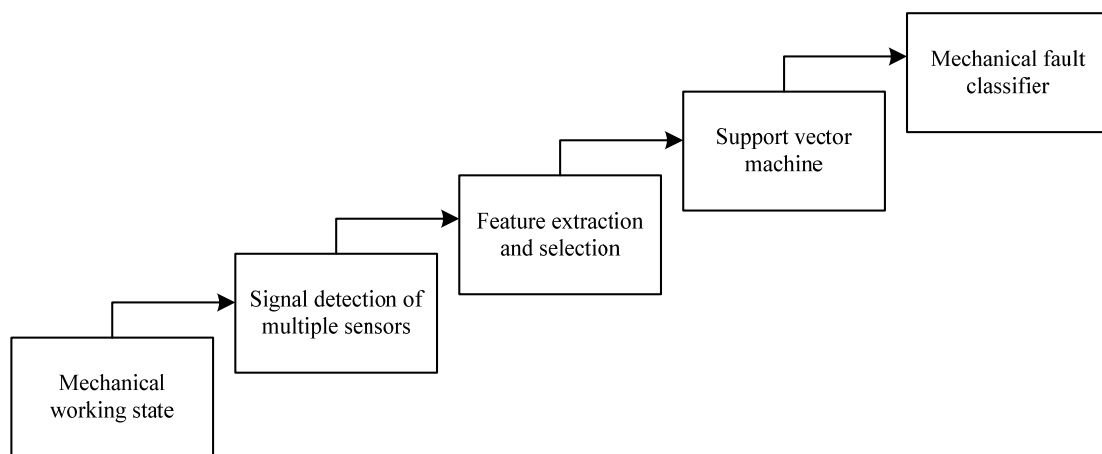 Mechanical fault
classifier
Support vector
machine
Feature extraction
and selection
Signal detection of
multiple sensors
Mechanical
working state